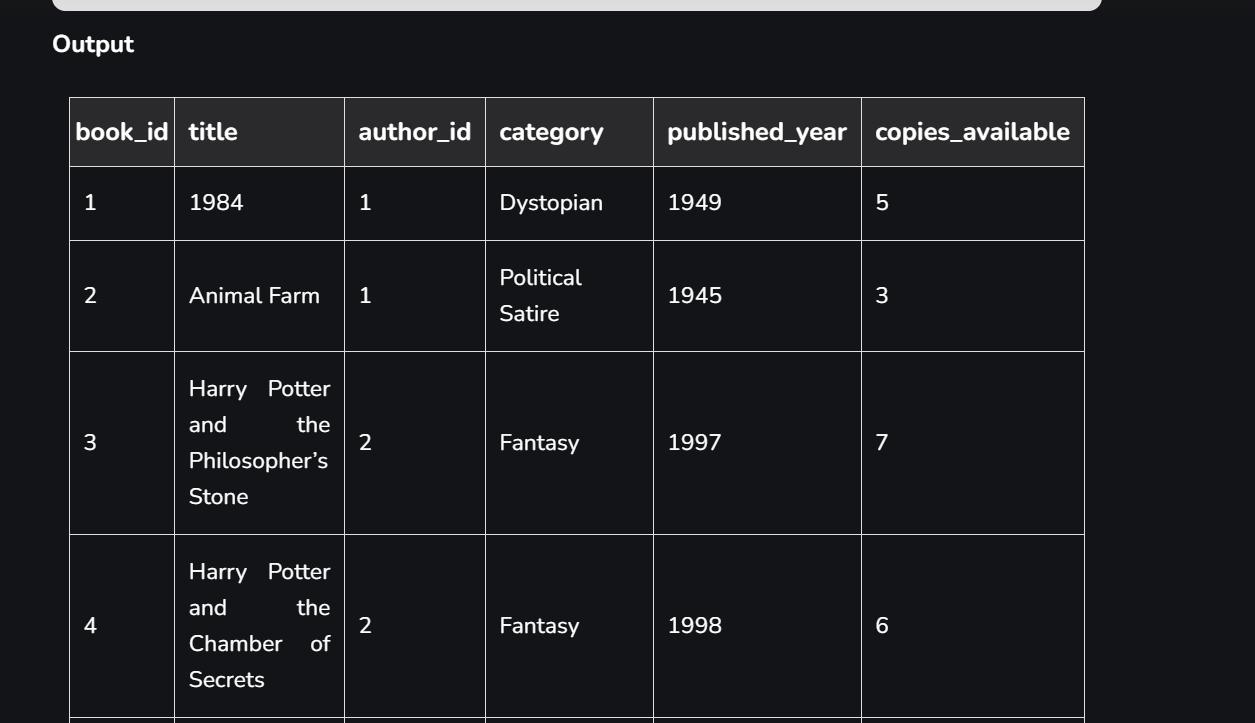 Output
book_id title author_id category published_year copies_available
1 1984 1 Dystopian 1949 5
2 Animal Farm 1 Political
Satire 1945 3
3 Harry Potter
and the
Philosopher’s
Stone 2 Fantasy 1997 7
4 Harry Potter
and the
Chamber of
Secrets 2 Fantasy 1998 6